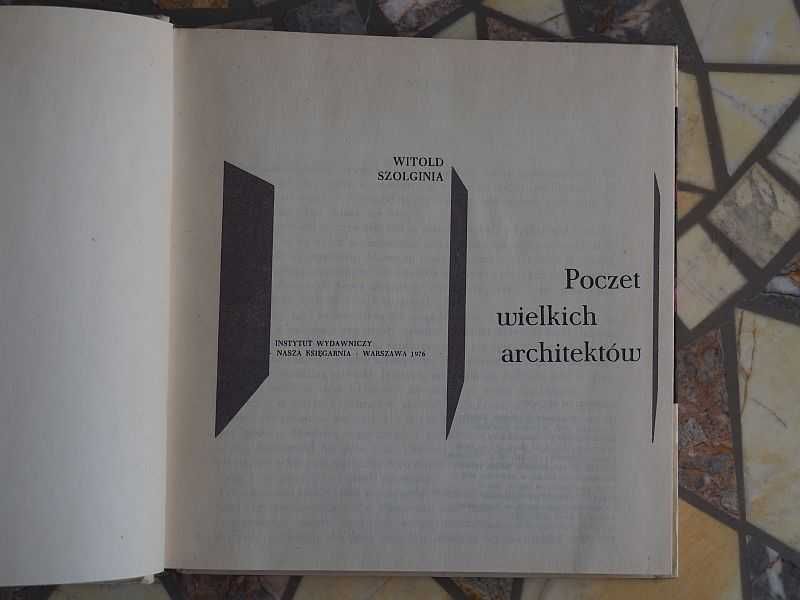 WITOLD
SZOLGINIA
Poczet
wielkich
architektów
INSTYTUT WYDAWNICZY
NASZA KSIĘGARNIA · WARSZAWA 1976